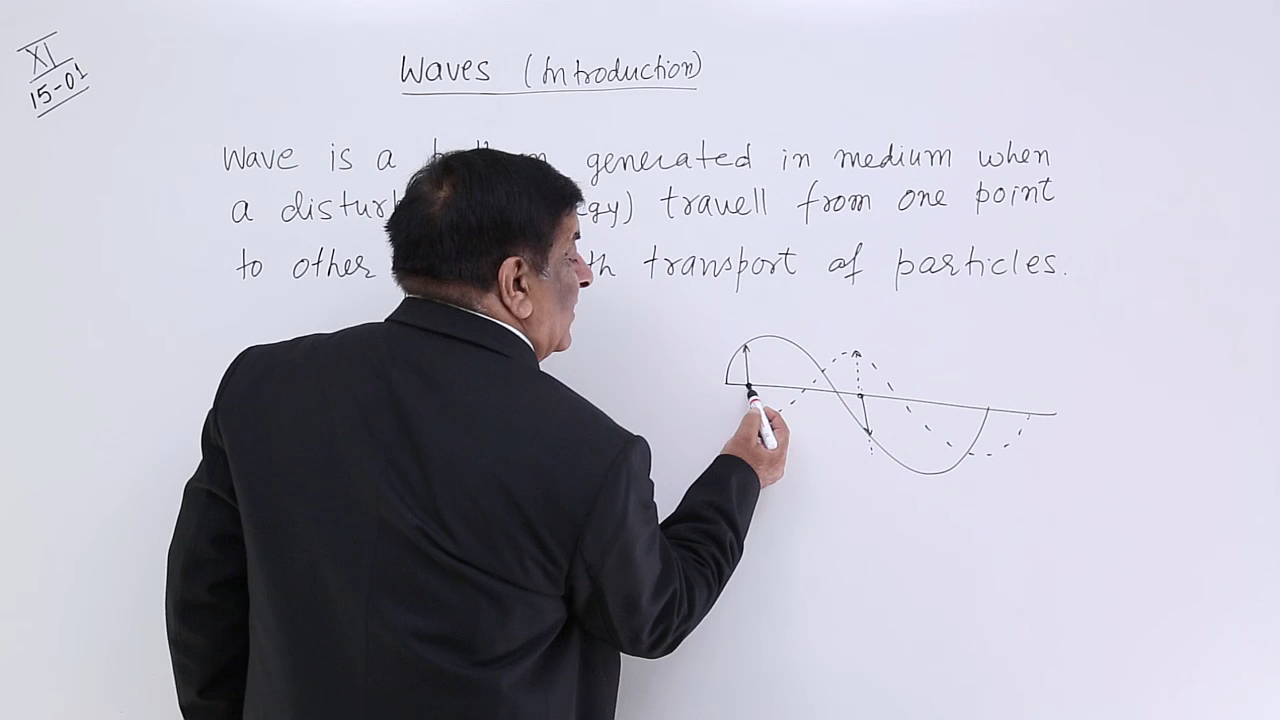 XI
15-01
Waves (Introduction)
Wave is a generated in medium when
a travell from one point
to other transport of particles.